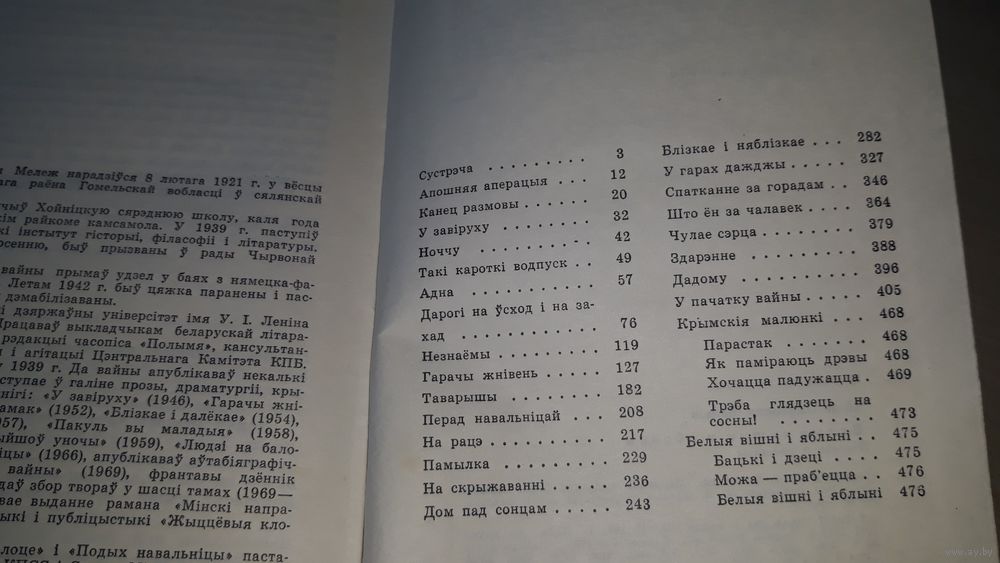 Мележ нарадзіўся 8 лютага 1921 г. у вёсцы
раёна Гомельскай вобласці ў сялянскай
Хойніцкую сярэднюю школу, каля года
райкоме камсамола. У 1939 г. паступіў
інстытут гісторыі, філасофіі і літаратуры.
быў прызваны ў рады Чырвонай
вайны прымаў удзел у баях з нямецка-фа-
Летам 1942 г. быў цяжка паранены і пас-
дэмабілізаваны.
дзяржаўны універсітэт імя У. І. Леніна
Працаваў выкладчыкам беларускай літара-
рэдакцыі часопіса «Полымя», кансультан-
і агітацыі Цэнтральнага Камітэта КПБ.
1939 г. Да вайны апублікаваў некалькі
ступае ў галіне прозы, драматургіі, кры-
«У завіруху» (1946), «Гарачы жні-
(1952), «Блізкае і далёкае» (1954),
«Пакуль вы маладыя» (1958),
уночы» (1959), «Людзі на бало-
(1966), апублікаваў аўтабіяграфіч-
вайны» (1969), франтавы дзённік
збор твораў у шасці тамах (1969—
выданне рамана «Мінскі напра-
і публіцыстыкі «Жыццёвыя кло-
і «Подых навальніцы» паста-
Сустрэча . . . . . . . . . 3
Апошняя аперацыя . . . 12
Канец размовы . . . . . . 20
У завіруху . . . . . . . . 32
Ноччу . . . . . . . . . 42
Такі кароткі водпуск . . 49
Адна . . . . . . . . . . 57
Дарогі на ўсход і на за-
хад . . . . . . . . . . 76
Незнаёмы . . . . . . . . 119
Гарачы жнівень . . . . . 127
Таварышы . . . . . . . . 182
Перад навальніцай . . . 208
На рацэ . . . . . . . . . 217
Памылка . . . . . . . . 229
На скрыжаванні . . . . . 236
Дом пад сонцам . . . . . 243
Блізкае і няблізкае . . . 282
У гарах дажджы . . . . . 327
Спатканне за горадам . . 346
Што ён за чалавек . . . . 364
Чулае сэрца . . . . . . . 379
Здарэнне . . . . . . . . 388
Дадому . . . . . . . . . 396
У пачатку вайны . . . . . 405
Крымскія малюнкі . . . 468
Парастак . . . . . . . 468
Як паміраюць дрэвы 468
Хочацца падужацца . 469
Трэба глядзець на
сосны! . . . . . . . 473
Белыя вішні і яблыні . . 475
Бацькі і дзеці . . . . 475
Можа — праб'ецца . . 476
Белыя вішні і яблыні 476
www.ay.by